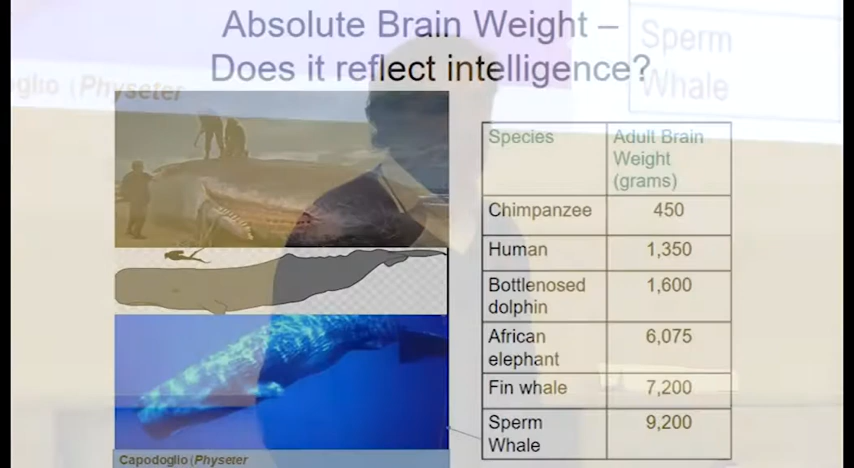 Absolute Brain Weight –
Does it reflect intelligence?
Sperm
Whale
glio (Physeter
Species
Adult Brain
Weight
(grams)
Chimpanzee
450
Human
1,350
Bottlenosed
dolphin
1,600
African
elephant
6,075
Fin whale
7,200
Sperm
Whale
9,200
Capodoglio (Physeter